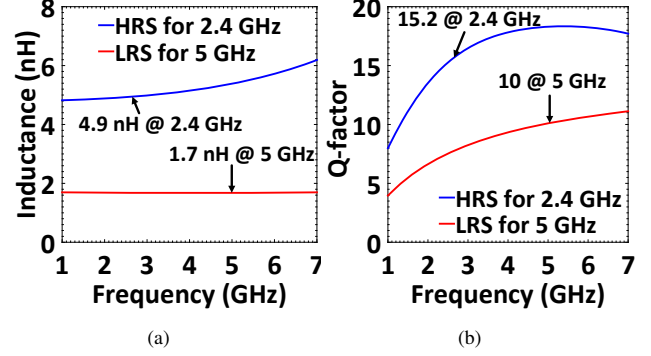 Inductance (nH)
8
6
4
2
0
HRS for 2.4 GHz
LRS for 5 GHz
4.9 nH @ 2.4 GHz
1.7 nH @ 5 GHz
1 2 3 4 5 6 7
Frequency (GHz)
(a)
Q-factor
20
15
10
5
0
15.2 @ 2.4 GHz
10 @ 5 GHz
HRS for 2.4 GHz
LRS for 5 GHz
1 2 3 4 5 6 7
Frequency (GHz)
(b)